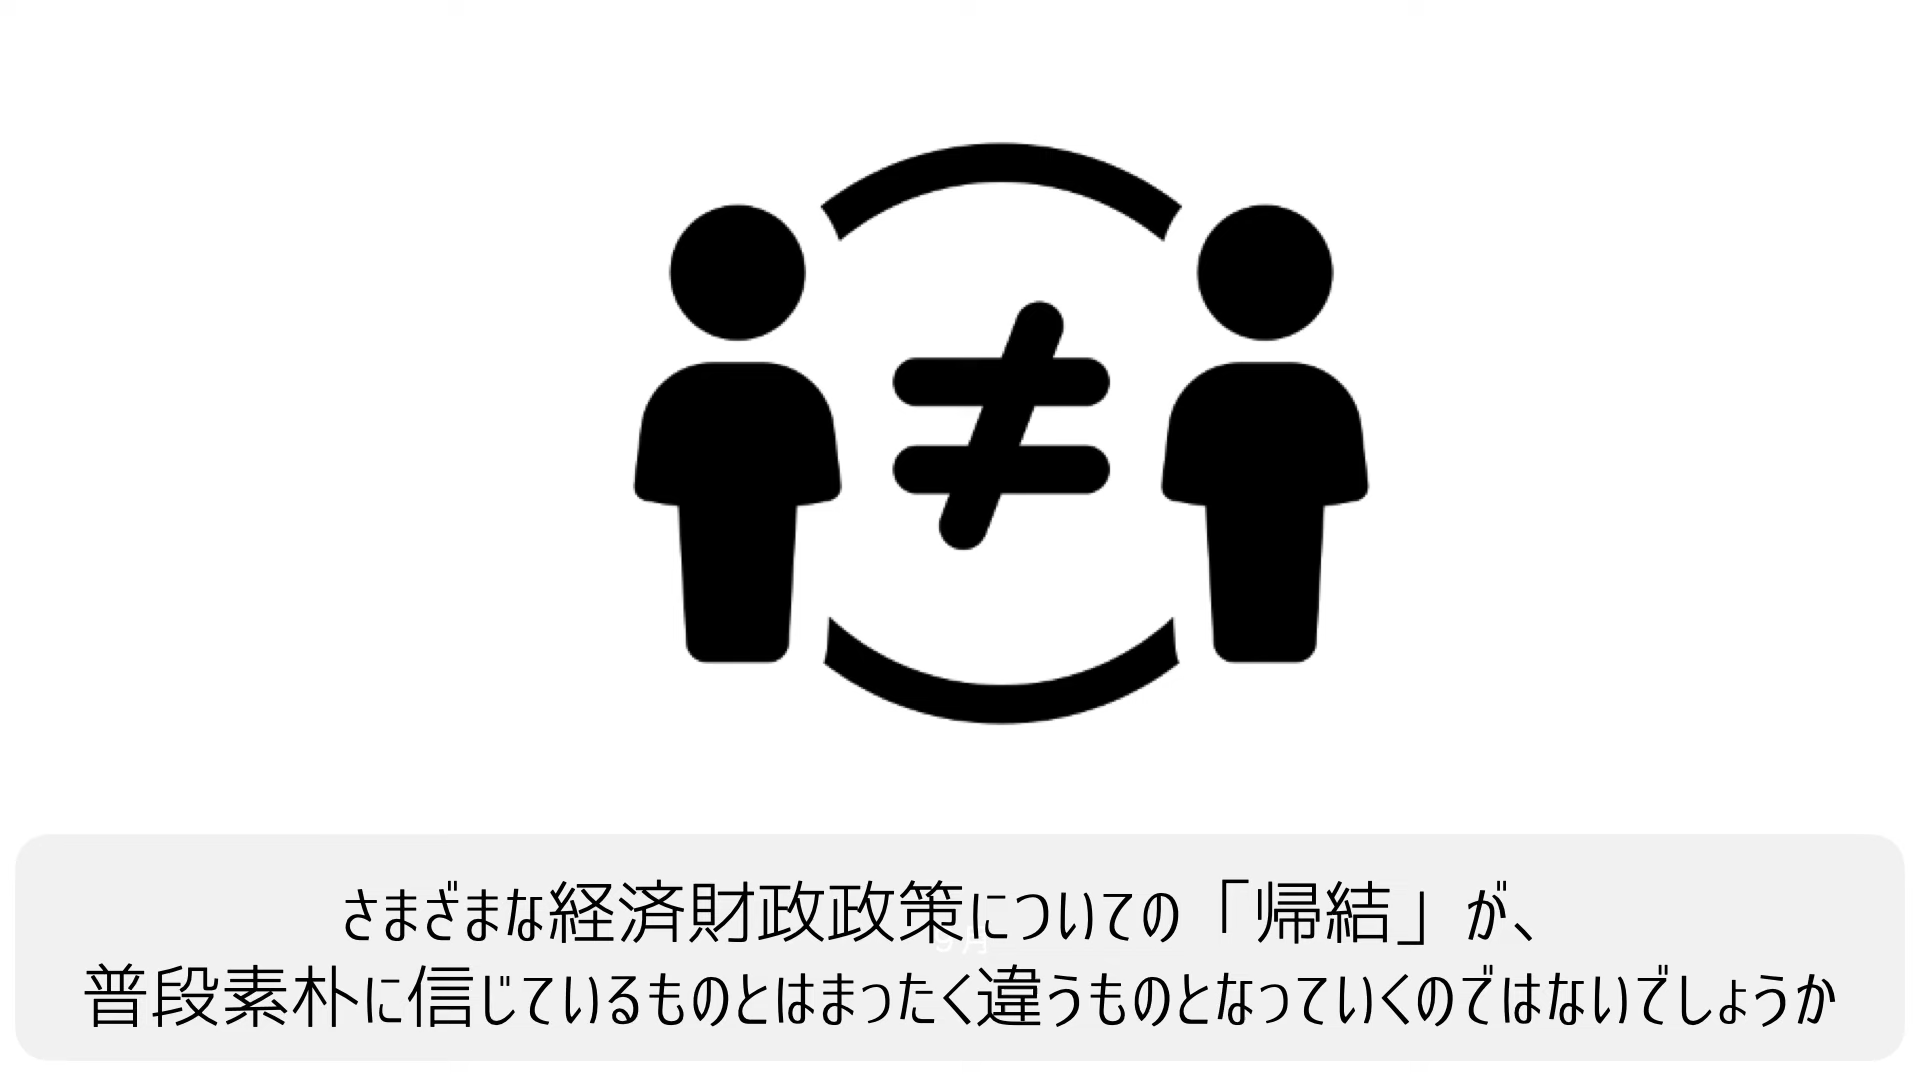 さまざまな経済財政政策についての「帰結」が、
9月
普段素朴に信じているものとはまったく違うものとなっていくのではないでしょうか